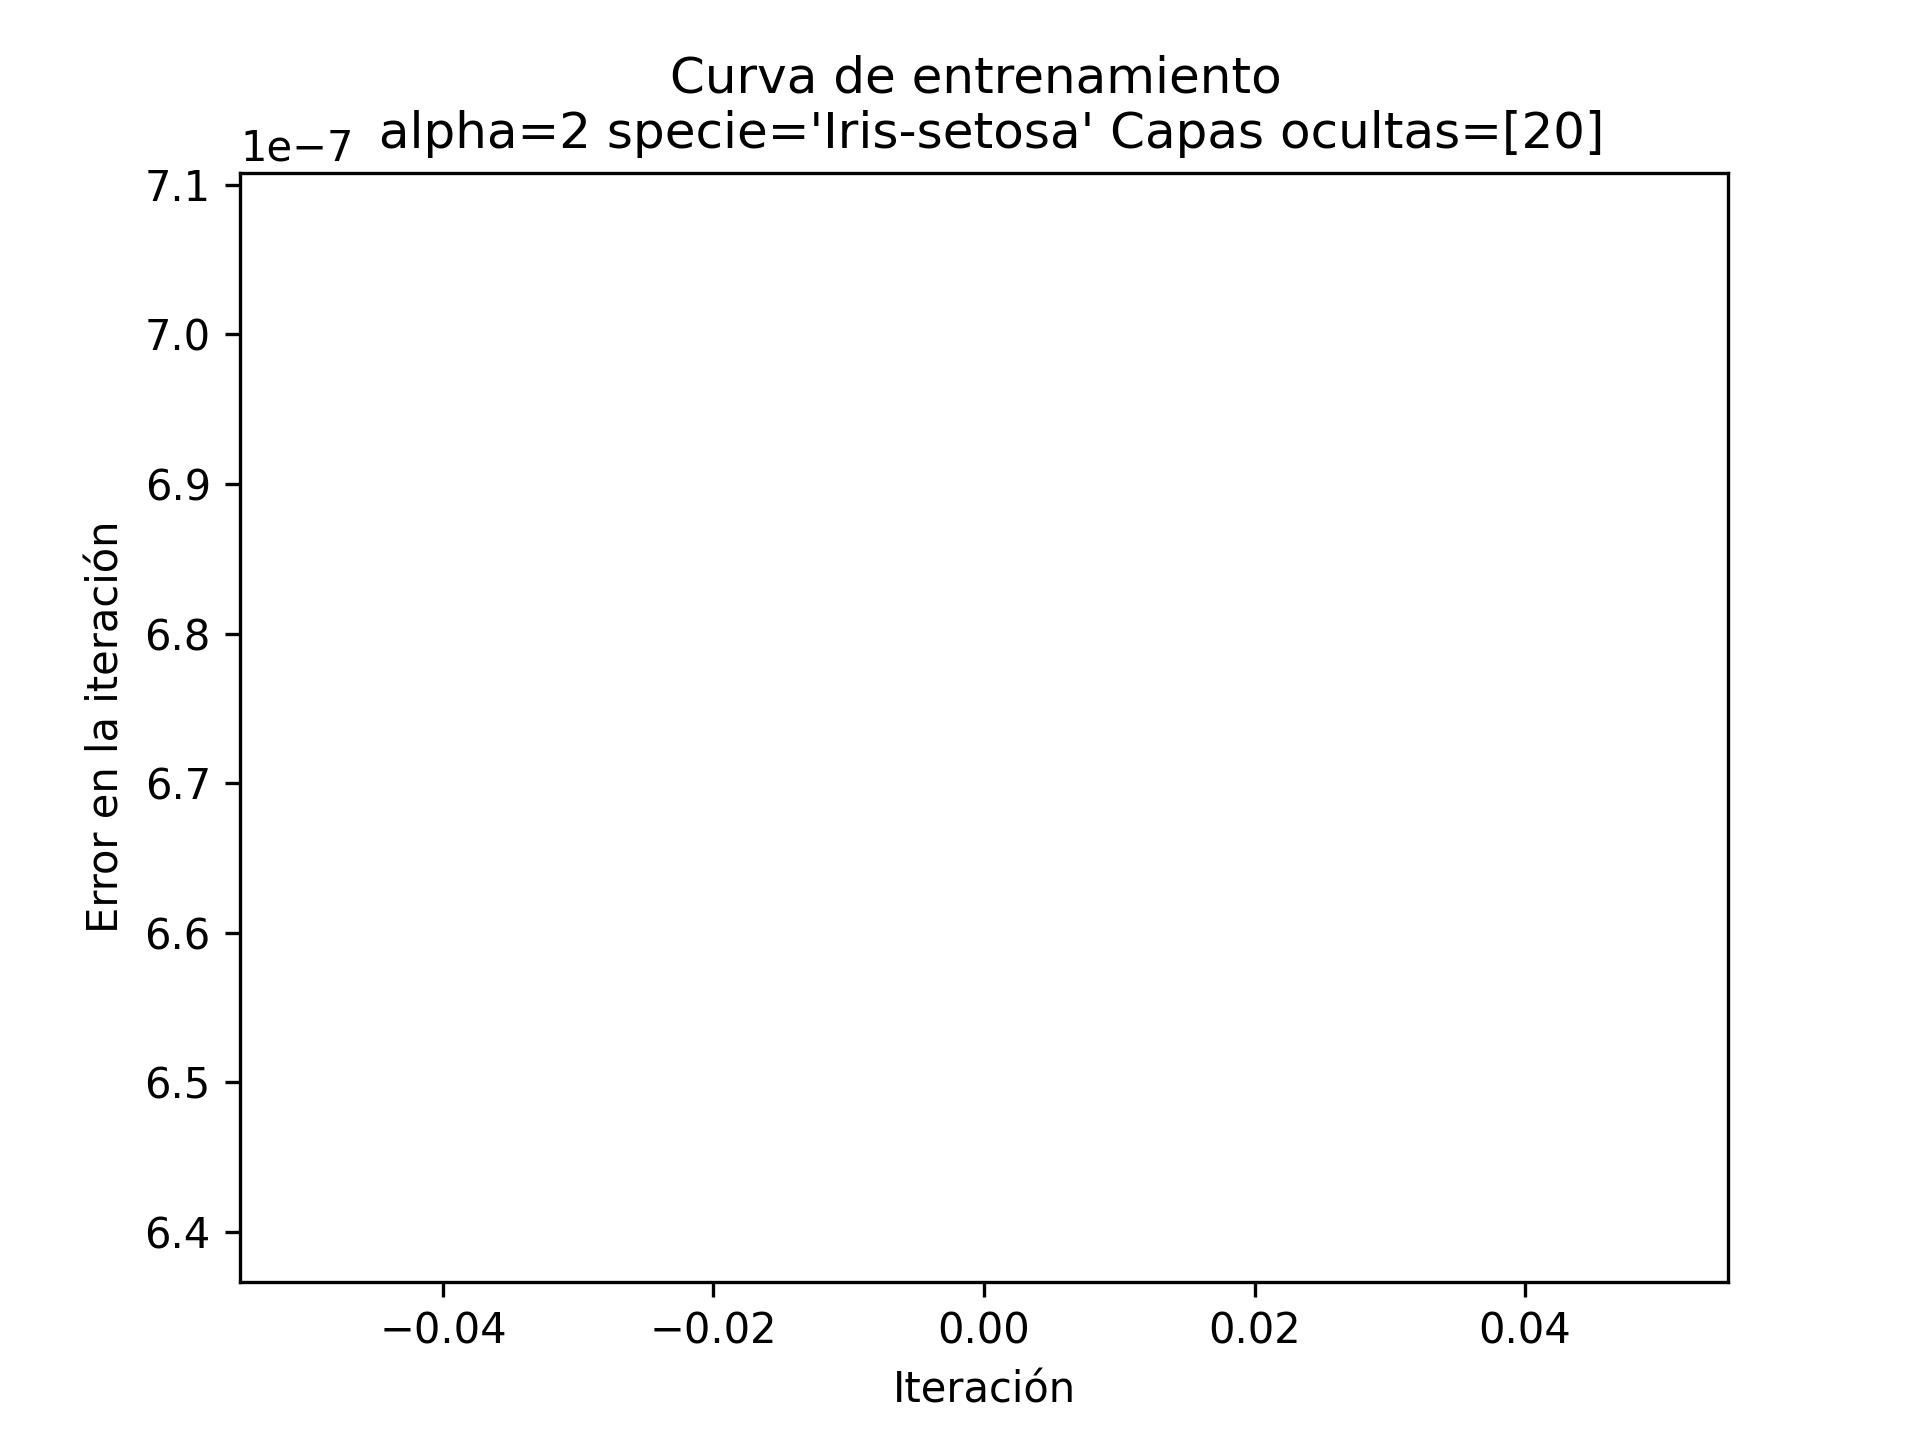 Curva de entrenamiento
alpha=2 specie='Iris-setosa' Capas ocultas=[20]
1e−7
7.1
7.0
6.9
6.8
6.7
6.6
6.5
6.4
Error en la iteración
−0.04
−0.02
0.00
0.02
0.04
Iteración